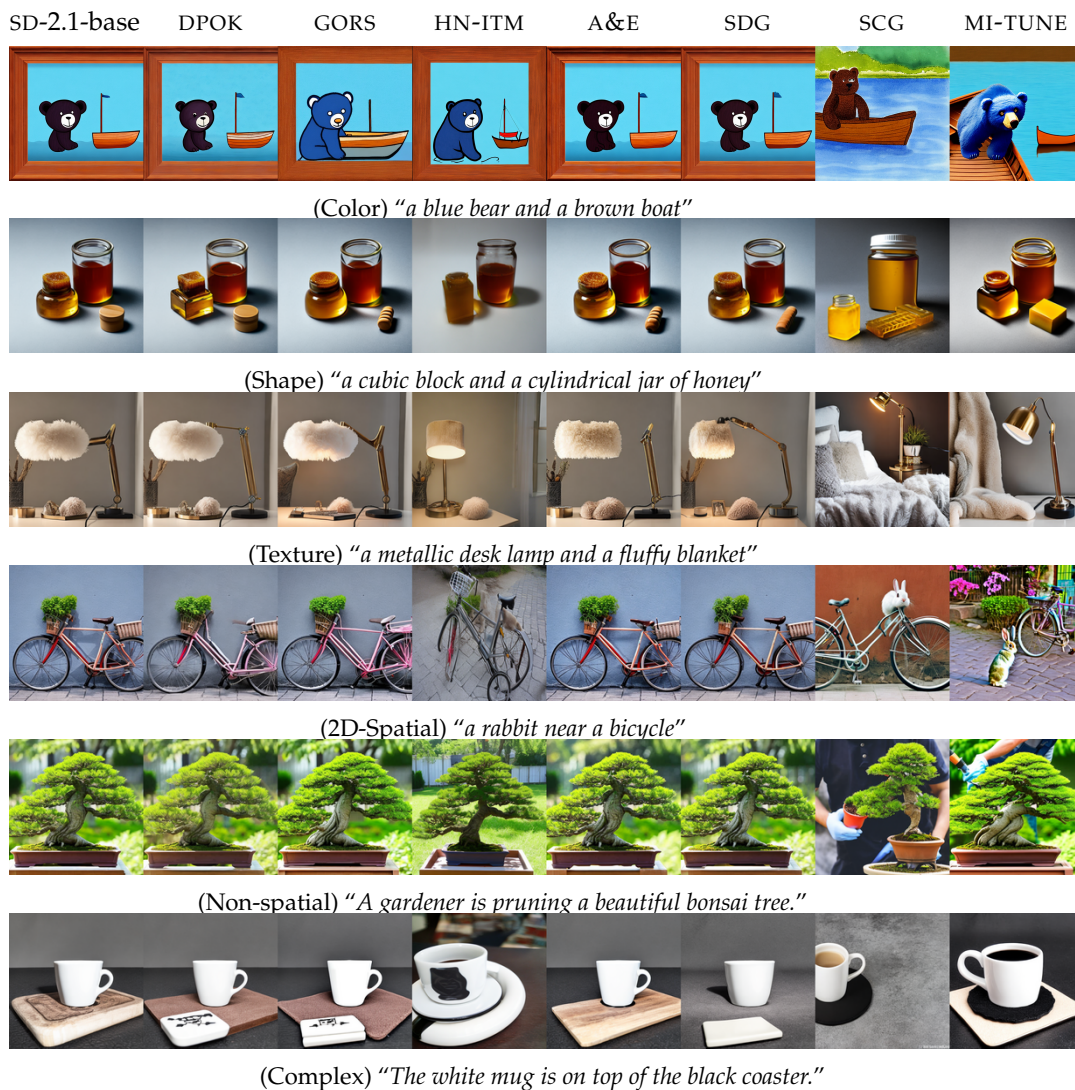 SD-2.1-base DPOK GORS HN-ITM A&E SDG SCG MI-TUNE
(Color) “a blue bear and a brown boat”
(Shape) “a cubic block and a cylindrical jar of honey”
(Texture) “a metallic desk lamp and a fluffy blanket”
(2D-Spatial) “a rabbit near a bicycle”
(Non-spatial) “A gardener is pruning a beautiful bonsai tree.”
(Complex) “The white mug is on top of the black coaster.”